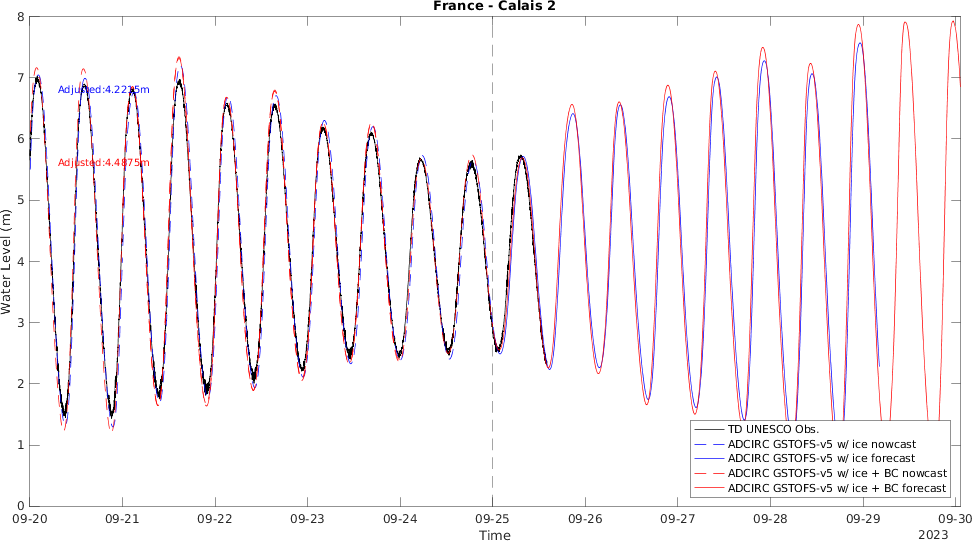 France - Calais 2
8
7
6
5
4
3
2
1
0
Water Level (m)
Adjusted:4.2215m
Adjusted:4.4875m
TD UNESCO Obs.
ADCIRC GSTOFS-v5 w/ ice nowcast
ADCIRC GSTOFS-v5 w/ ice forecast
ADCIRC GSTOFS-v5 w/ ice + BC nowcast
ADCIRC GSTOFS-v5 w/ ice + BC forecast
09-20 09-21 09-22 09-23 09-24 09-25 09-26 09-27 09-28 09-29 09-30
Time
2023